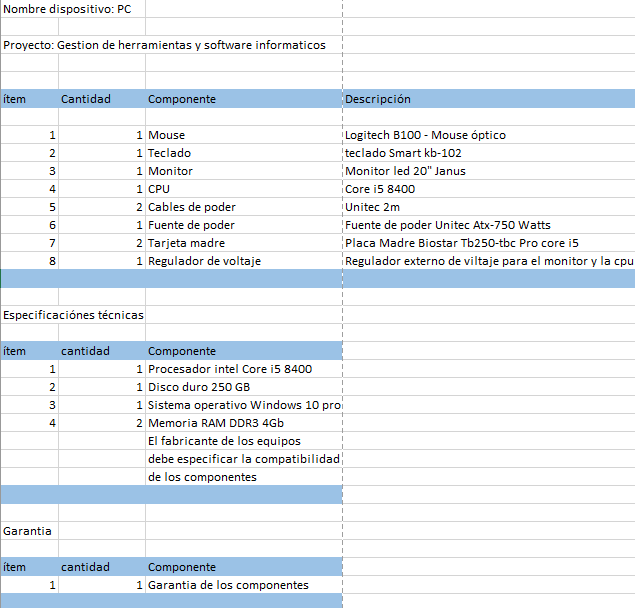 Nombre dispositivo: PC
Proyecto: Gestion de herramientas y software informaticos
ítem Cantidad Componente Descripción
1 1 Mouse Logitech B100 - Mouse óptico
2 1 Teclado teclado Smart kb-102
3 1 Monitor Monitor led 20" Janus
4 1 CPU Core i5 8400
5 2 Cables de poder Unitec 2m
6 1 Fuente de poder Fuente de poder Unitec Atx-750 Watts
7 2 Tarjeta madre Placa Madre Biostar Tb250-tbc Pro core i5
8 1 Regulador de voltaje Regulador externo de viltaje para el monitor y la cpu
Especificaciónes técnicas
ítem cantidad Componente
1 1 Procesador intel Core i5 8400
2 1 Disco duro 250 GB
3 1 Sistema operativo Windows 10 pro
4 2 Memoria RAM DDR3 4Gb
El fabricante de los equipos
debe especificar la compatibilidad
de los componentes
Garantia
ítem cantidad Componente
1 1 Garantia de los componentes